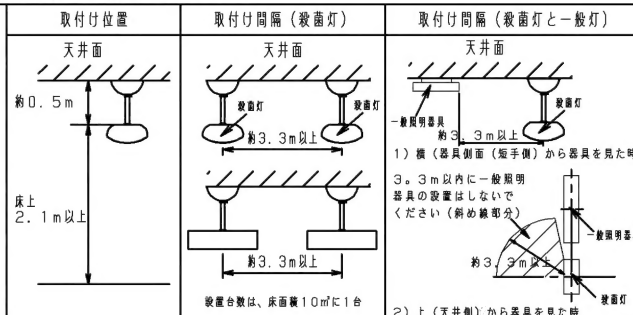 取付け位置
天井面
約0.5m
床上
2.1m以上
取付け間隔(殺菌灯)
天井面
殺菌灯
殺菌灯
約3.3m以上
約3.3m以上
設置台数は、床面積10㎡に1台
取付け間隔(殺菌灯と一般灯)
天井面
一般照明器具
殺菌灯
約3.3m以上
1)横(器具側面(短手側)から器具を見た時
3。3m以内に一般照明
器具の設置はしないで
ください(斜め線部分)
一般照明器
約3.3m以上
殺菌灯
2)上(天井側)から器具を見た時